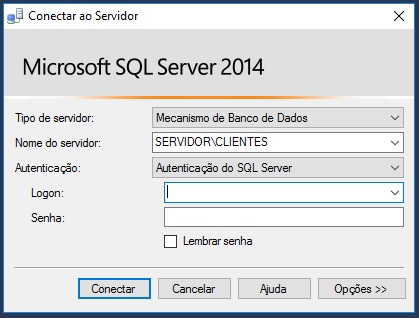 Conectar ao Servidor
Microsoft SQL Server 2014
Tipo de servidor: Mecanismo de Banco de Dados
Nome do servidor: SERVIDOR\CLIENTES
Autenticação: Autenticação do SQL Server
Logon:
Senha:
Lembrar senha
Conectar Cancelar Ajuda Opções >>